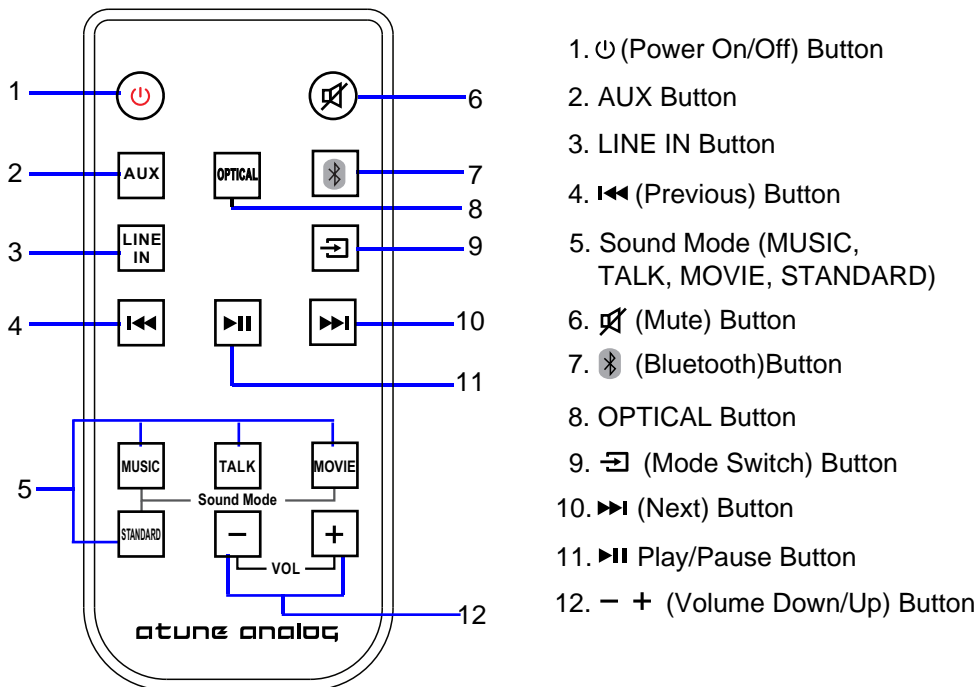 1
6
2
AUX
OPTICAL
7
8
3
LINE
IN
9
4
10
11
MUSIC
TALK
MOVIE
5
Sound Mode
STANDARD
− +
VOL
12
atune analog
1. ⏻ (Power On/Off) Button
2. AUX Button
3. LINE IN Button
4. ⏮ (Previous) Button
5. Sound Mode (MUSIC,
TALK, MOVIE, STANDARD)
6. (Mute) Button
7. (Bluetooth)Button
8. OPTICAL Button
9. (Mode Switch) Button
10. ⏭ (Next) Button
11. ⏯ Play/Pause Button
12. − + (Volume Down/Up) Button